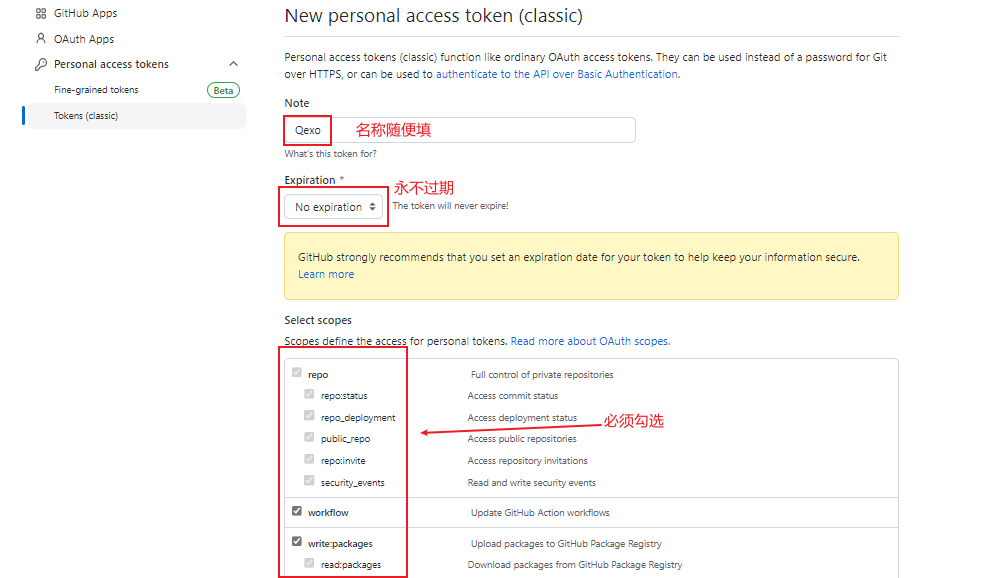 GitHub Apps
OAuth Apps
Personal access tokens
Fine-grained tokens Beta
Tokens (classic)
New personal access token (classic)
Personal access tokens (classic) function like ordinary OAuth access tokens. They can be used instead of a password for Git
over HTTPS, or can be used to authenticate to the API over Basic Authentication.
Note
Qexo 名称随便填
What's this token for?
Expiration * 永不过期
No expiration The token will never expire!
GitHub strongly recommends that you set an expiration date for your token to help keep your information secure.
Learn more
Select scopes
Scopes define the access for personal tokens. Read more about OAuth scopes.
repo Full control of private repositories
repo:status Access commit status
repo_deployment Access deployment status
必须勾选
public_repo Access public repositories
repo:invite Access repository invitations
security_events Read and write security events
workflow Update GitHub Action workflows
write:packages Upload packages to GitHub Package Registry
read:packages Download packages from GitHub Package Registry